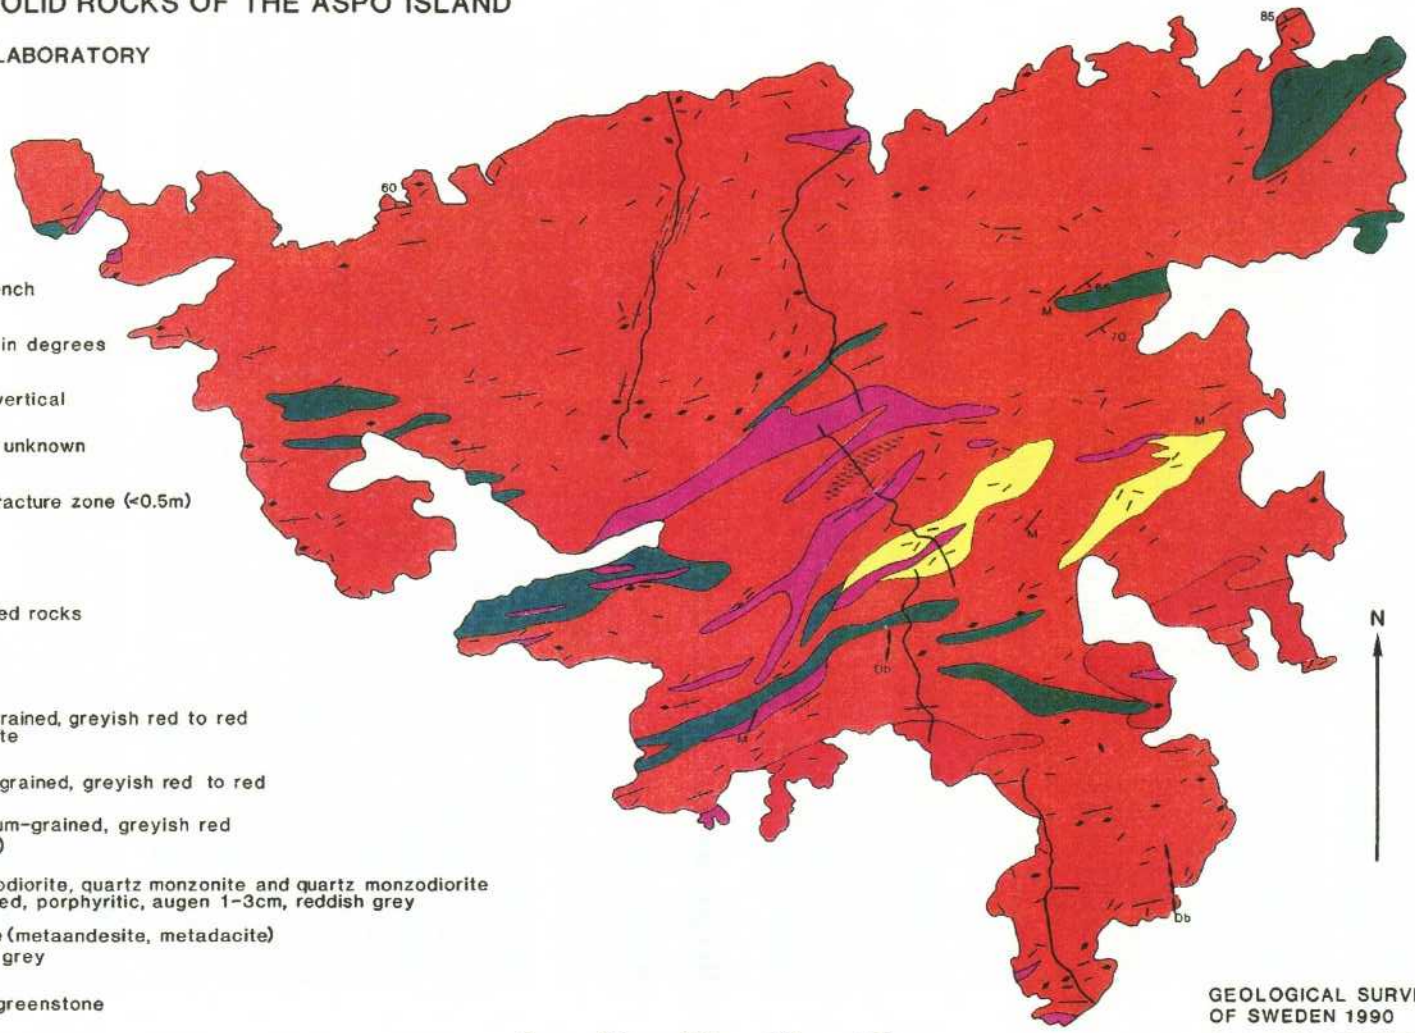 OLID ROCKS OF THE ASPO ISLAND
LABORATORY
85
60
ench
in degrees
vertical
unknown
racture zone (<0.5m)
ed rocks
rained, greyish red to red
te
grained, greyish red to red
um-grained, greyish red
)
odiorite, quartz monzonite and quartz monzodiorite
ed, porphyritic, augen 1-3cm, reddish grey
e (metaandesite, metadacite)
grey
greenstone
M
70
M
M
Db
M
Db
N
GEOLOGICAL SURVE
OF SWEDEN 1990